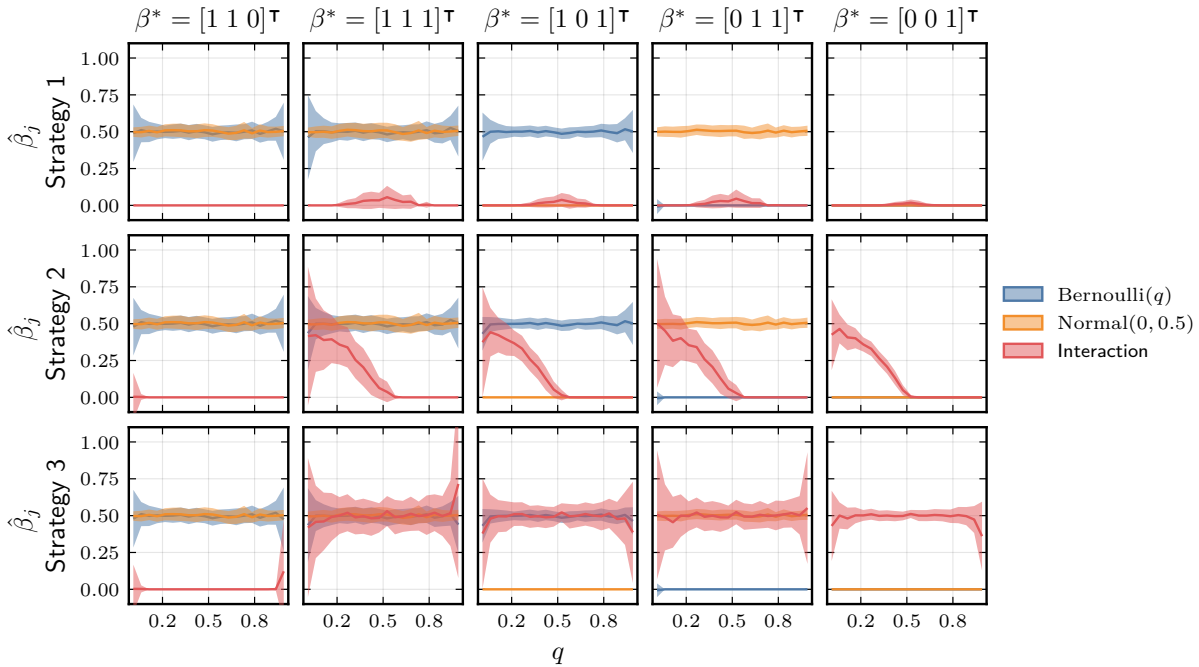 β* = [1 1 0]ᵀ β* = [1 1 1]ᵀ β* = [1 0 1]ᵀ β* = [0 1 1]ᵀ β* = [0 0 1]ᵀ
β̂ⱼ
Strategy 1
1.00
0.75
0.50
0.25
0.00
β̂ⱼ
Strategy 2
1.00
0.75
0.50
0.25
0.00
β̂ⱼ
Strategy 3
1.00
0.75
0.50
0.25
0.00
0.2 0.5 0.8 0.2 0.5 0.8 0.2 0.5 0.8 0.2 0.5 0.8 0.2 0.5 0.8
q
Bernoulli(q)
Normal(0, 0.5)
Interaction